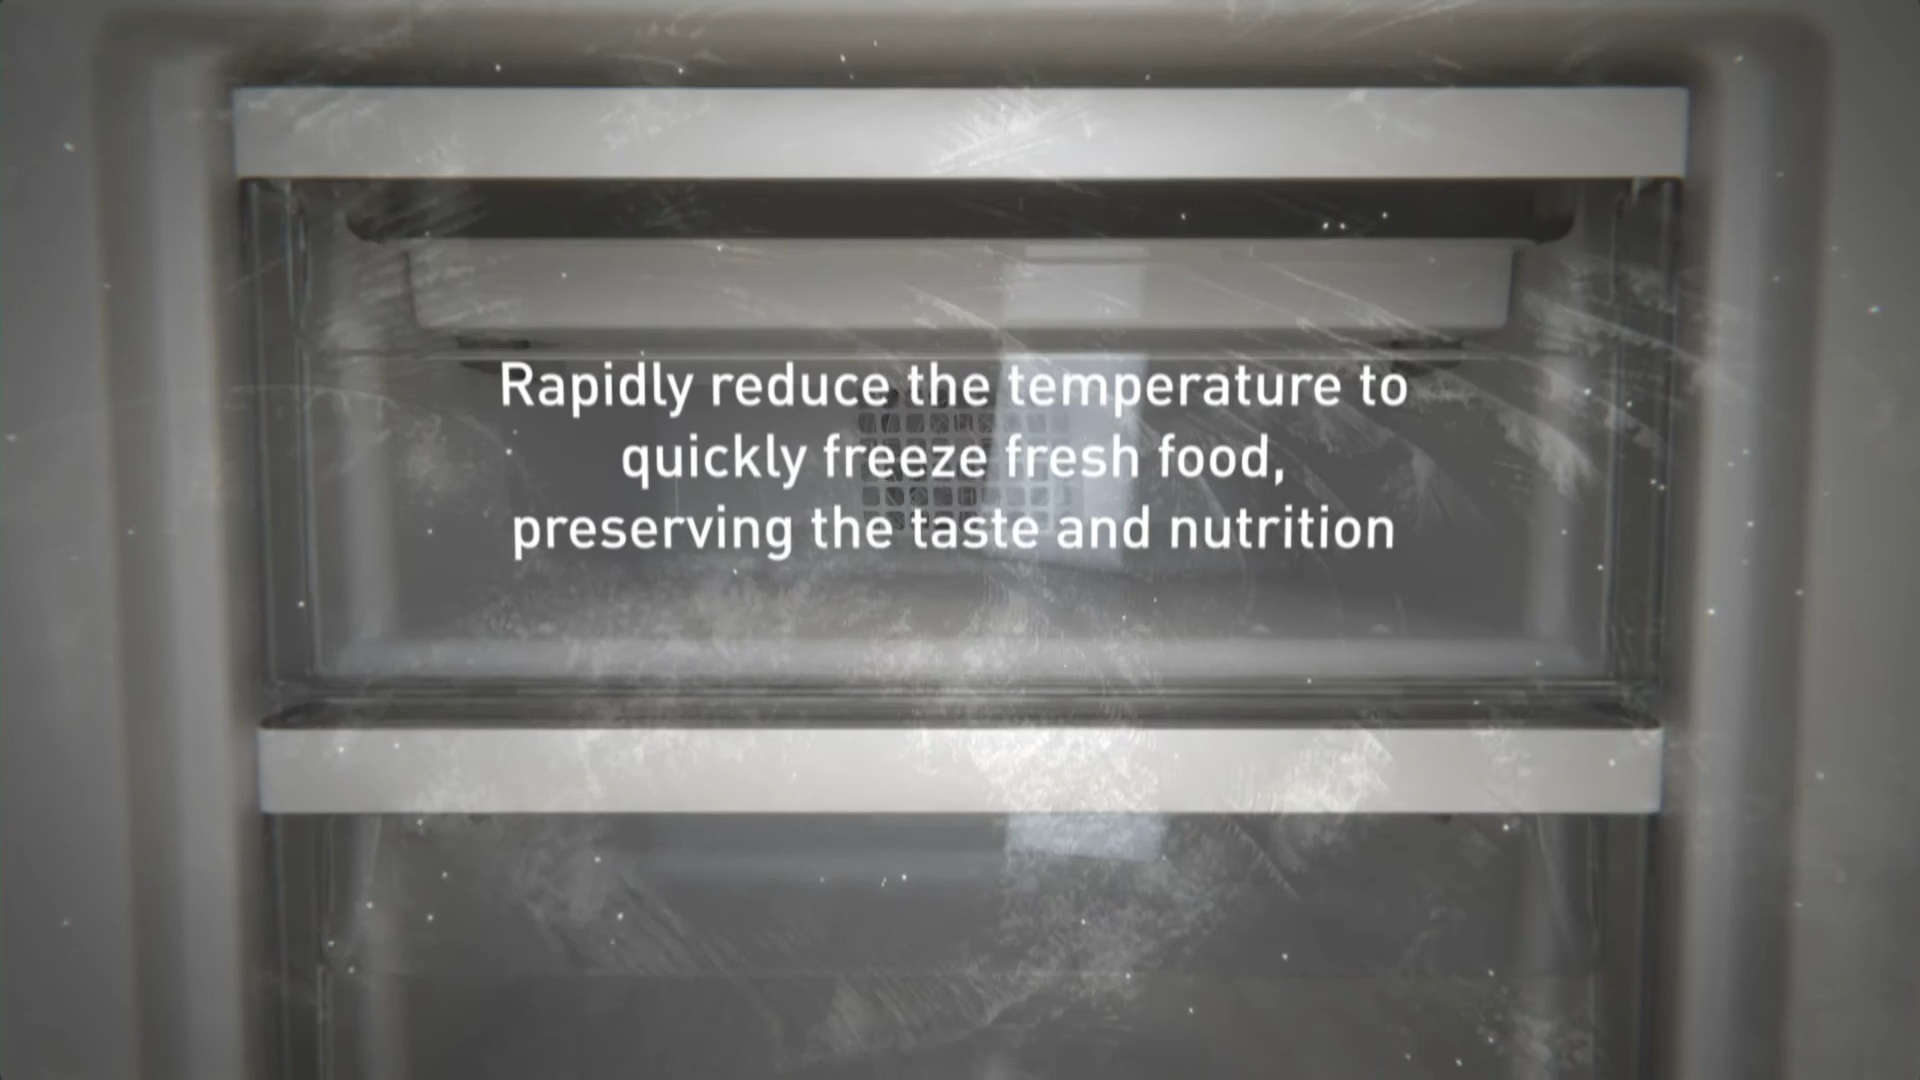 Rapidly reduce the temperature to
quickly freeze fresh food,
preserving the taste and nutrition